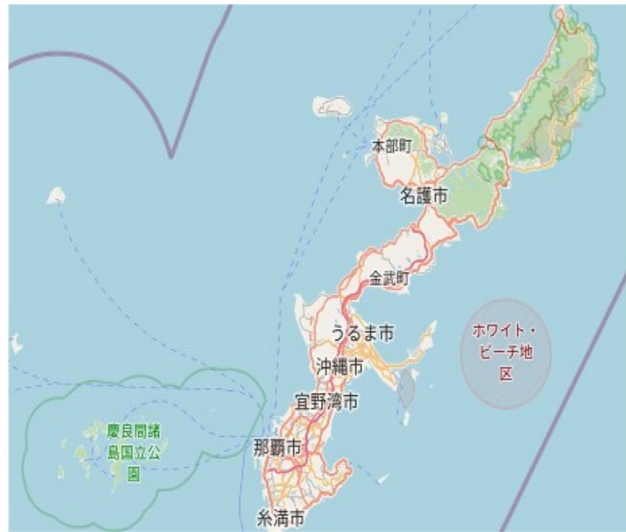 本部町
名護市
金武町
うるま市
ホワイト・
ビーチ地
区
沖縄市
宜野湾市
慶良間諸
島国立公
園
那覇市
糸満市